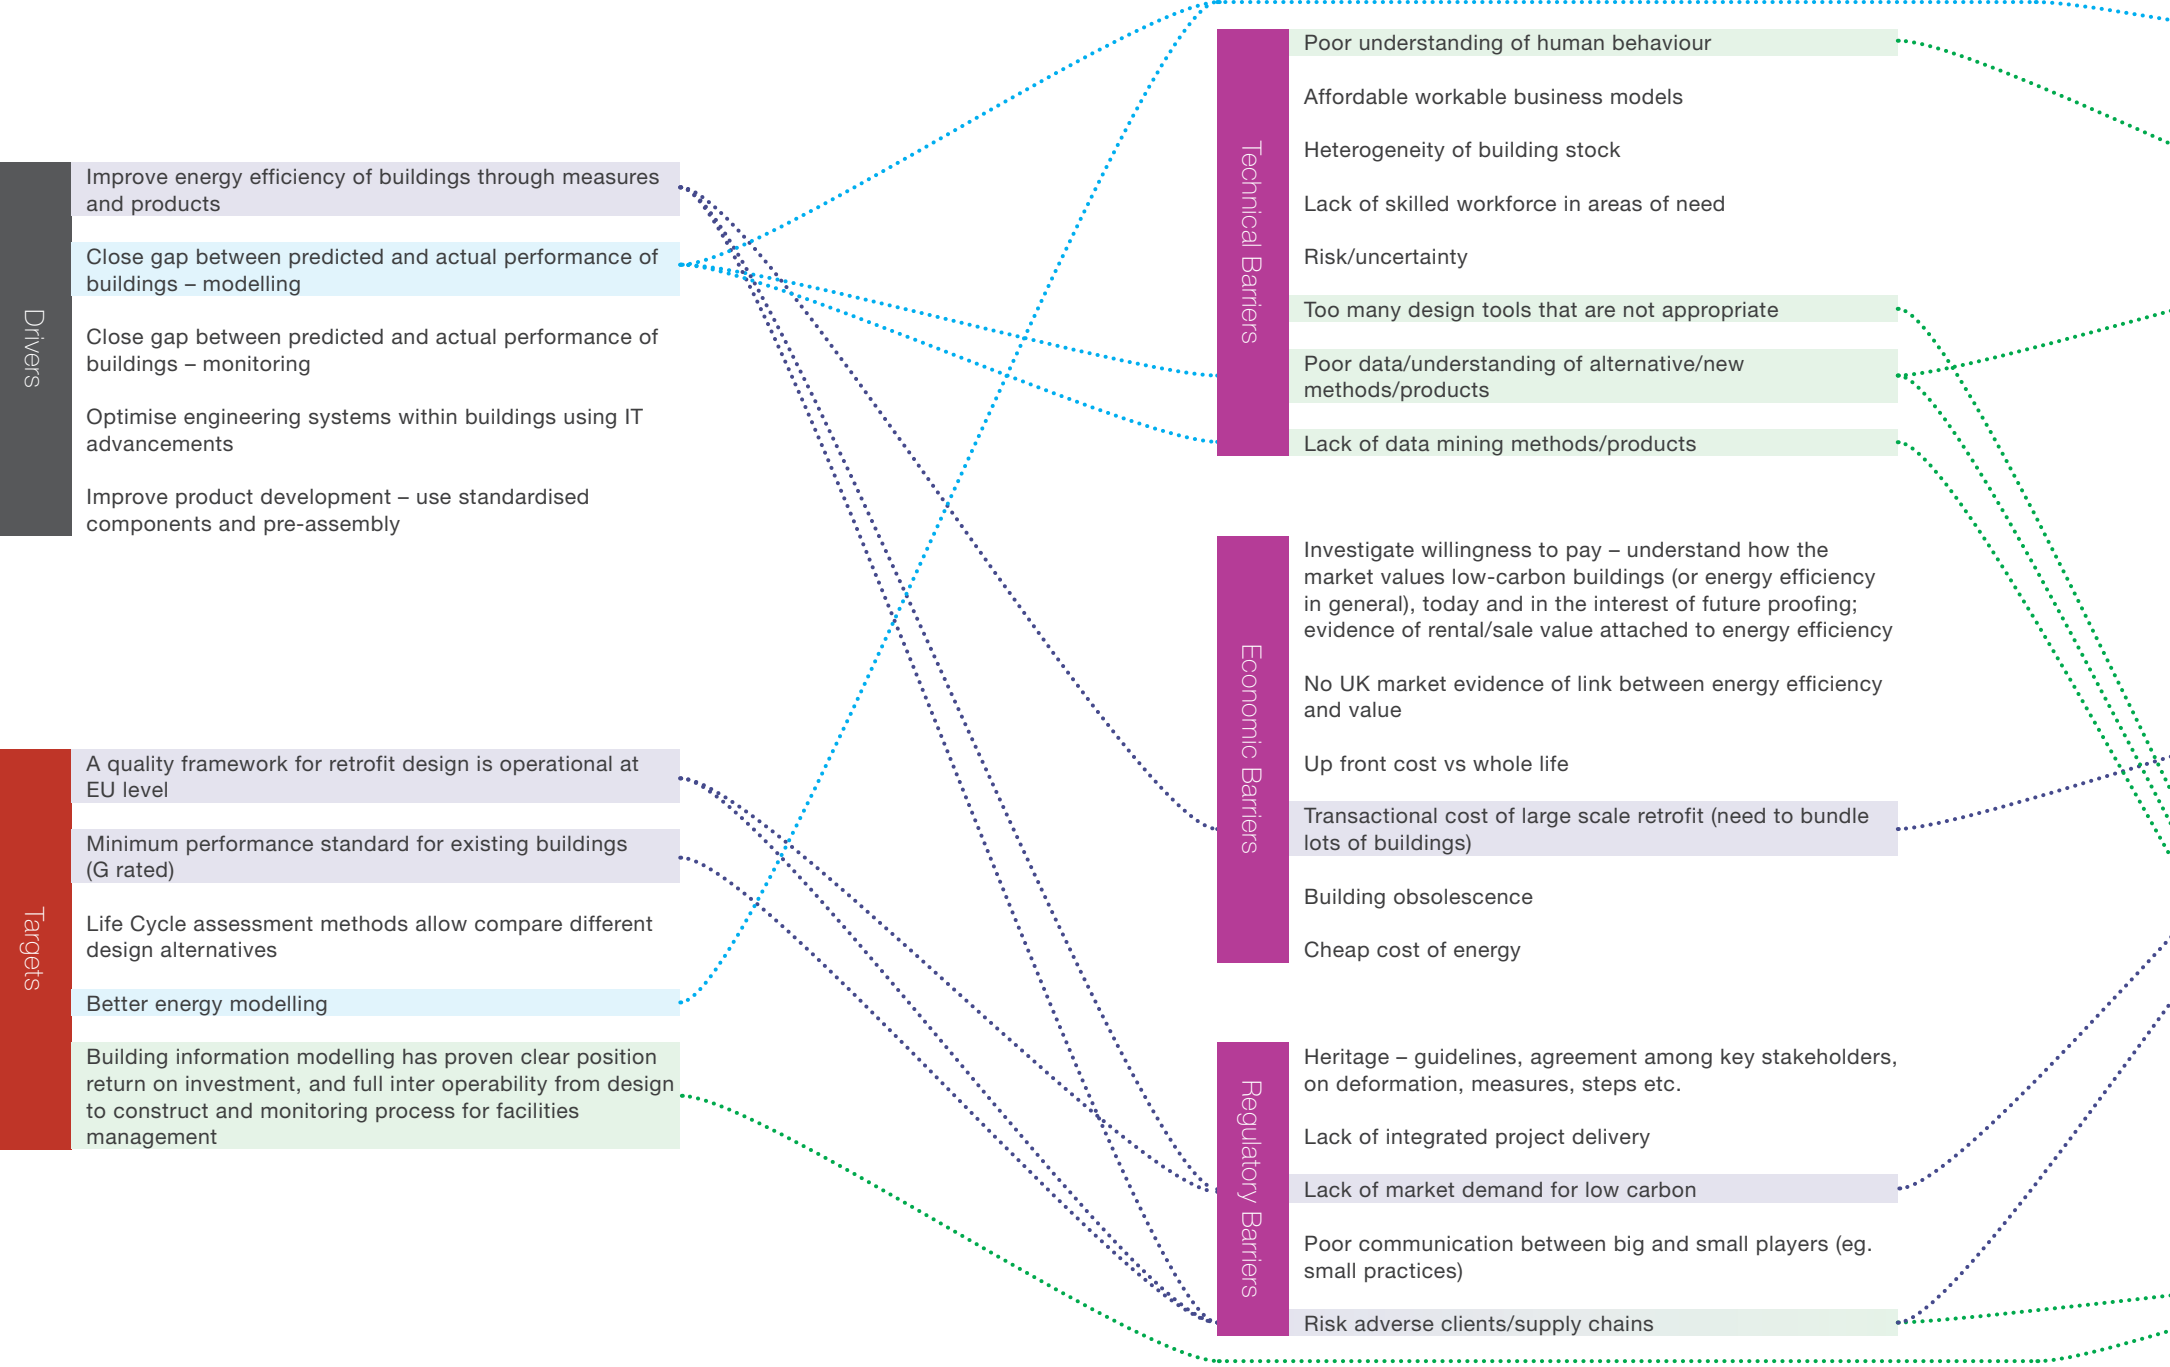 Drivers
Improve energy efficiency of buildings through measures
and products
Close gap between predicted and actual performance of
buildings – modelling
Close gap between predicted and actual performance of
buildings – monitoring
Optimise engineering systems within buildings using IT
advancements
Improve product development – use standardised
components and pre-assembly
Targets
A quality framework for retrofit design is operational at
EU level
Minimum performance standard for existing buildings
(G rated)
Life Cycle assessment methods allow compare different
design alternatives
Better energy modelling
Building information modelling has proven clear position
return on investment, and full inter operability from design
to construct and monitoring process for facilities
management
Technical Barriers
Poor understanding of human behaviour
Affordable workable business models
Heterogeneity of building stock
Lack of skilled workforce in areas of need
Risk/uncertainty
Too many design tools that are not appropriate
Poor data/understanding of alternative/new
methods/products
Lack of data mining methods/products
Economic Barriers
Investigate willingness to pay – understand how the
market values low-carbon buildings (or energy efficiency
in general), today and in the interest of future proofing;
evidence of rental/sale value attached to energy efficiency
No UK market evidence of link between energy efficiency
and value
Up front cost vs whole life
Transactional cost of large scale retrofit (need to bundle
lots of buildings)
Building obsolescence
Cheap cost of energy
Regulatory Barriers
Heritage – guidelines, agreement among key stakeholders,
on deformation, measures, steps etc.
Lack of integrated project delivery
Lack of market demand for low carbon
Poor communication between big and small players (eg.
small practices)
Risk adverse clients/supply chains